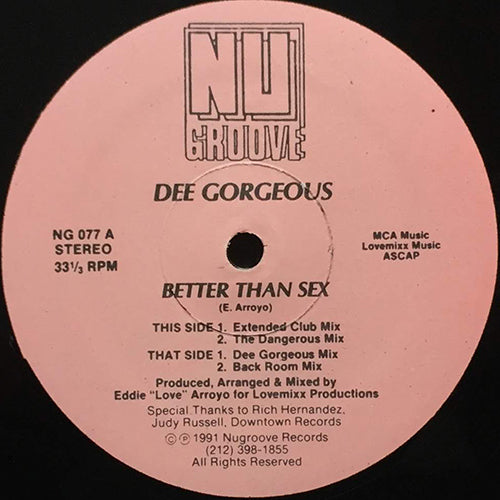 NU
GROOVE
DEE GORGEOUS
NG 077 A
STEREO
33⅓ RPM
MCA Music
Lovemixx Music
ASCAP
BETTER THAN SEX
(E. Arroyo)
THIS SIDE 1. Extended Club Mix
2. The Dangerous Mix
THAT SIDE 1. Dee Gorgeous Mix
2. Back Room Mix
Produced, Arranged & Mixed by
Eddie "Love" Arroyo for Lovemixx Productions
Special Thanks to Rich Hernandez,
Judy Russell, Downtown Records
© ℗ 1991 Nugroove Records
(212) 398-1855
All Rights Reserved